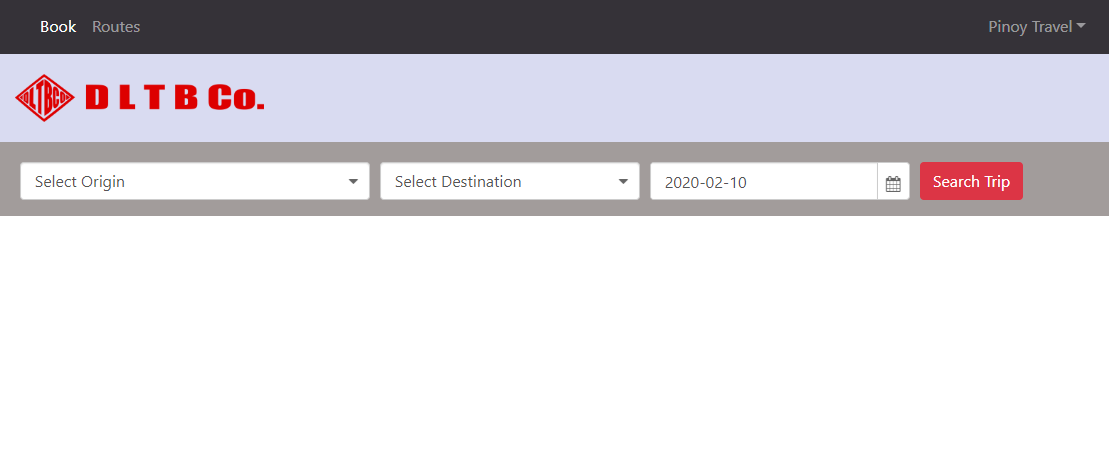 Book Routes Pinoy Travel
DLTBCo. D L T B Co.
Select Origin Select Destination 2020-02-10 Search Trip